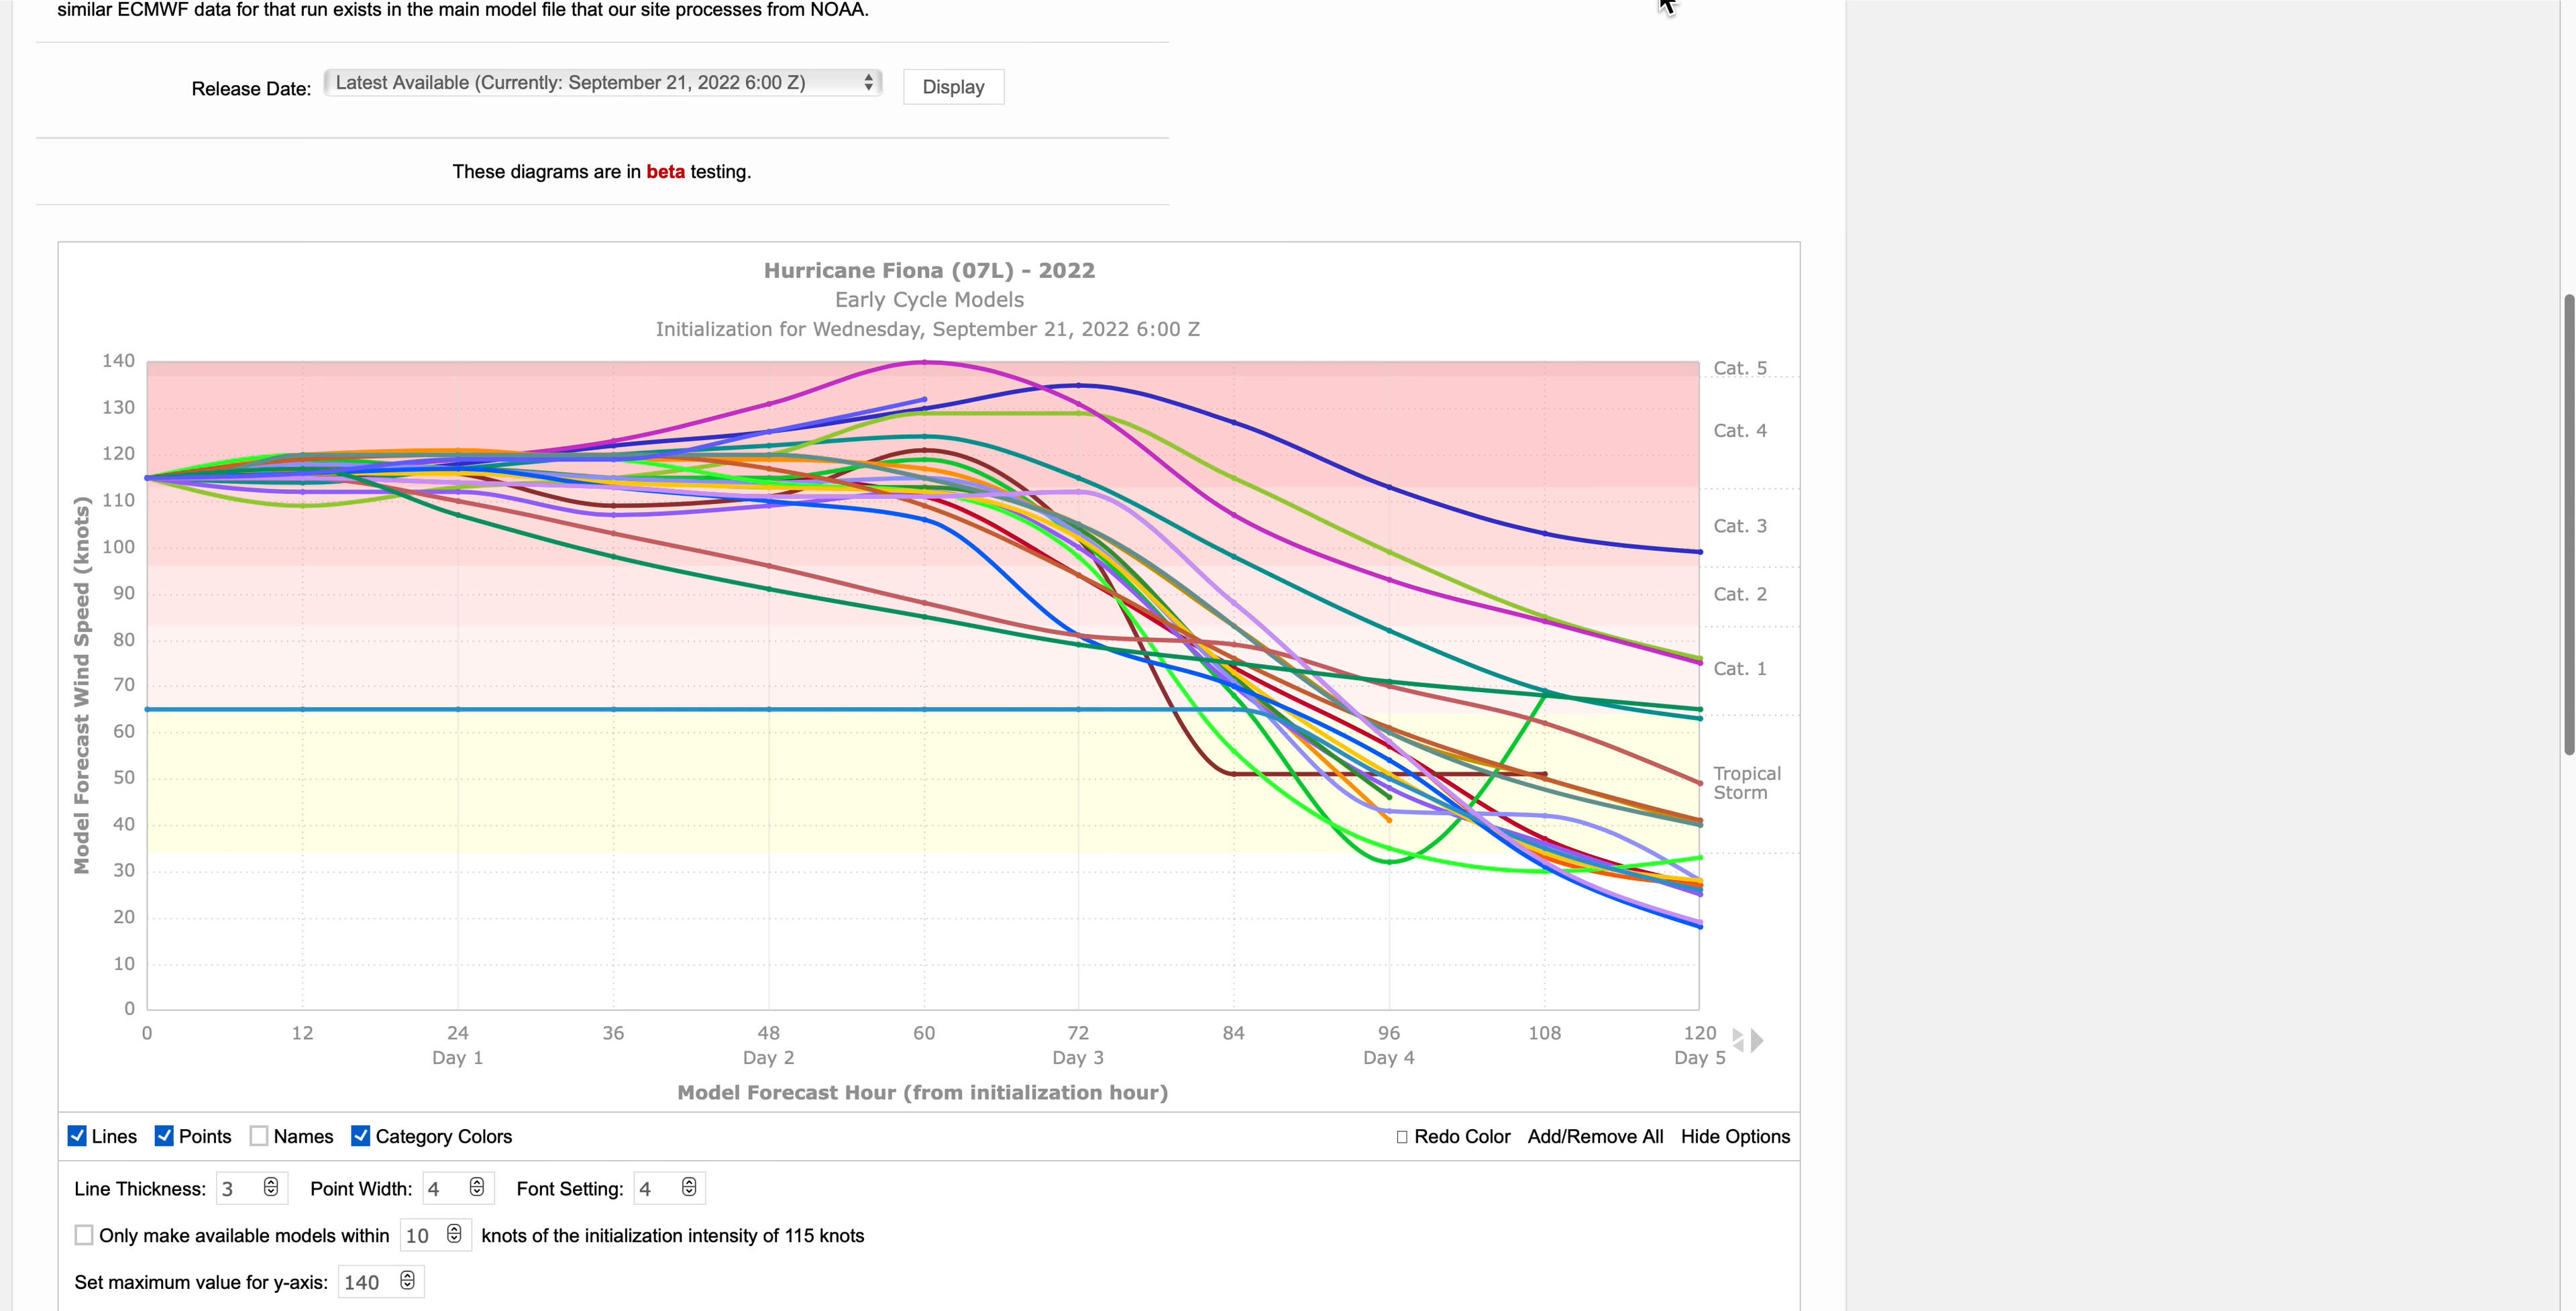 similar ECMWF data for that run exists in the main model file that our site processes from NOAA.
Release Date: Latest Available (Currently: September 21, 2022 6:00 Z) Display
These diagrams are in beta testing.
Hurricane Fiona (07L) - 2022
Early Cycle Models
Initialization for Wednesday, September 21, 2022 6:00 Z
Model Forecast Wind Speed (knots)
140
130
120
110
100
90
80
70
60
50
40
30
20
10
0
Cat. 5
Cat. 4
Cat. 3
Cat. 2
Cat. 1
Tropical
Storm
0 12 24 36 48 60 72 84 96 108 120
Day 1 Day 2 Day 3 Day 4 Day 5
Model Forecast Hour (from initialization hour)
Lines Points Names Category Colors Redo Color Add/Remove All Hide Options
Line Thickness: 3 Point Width: 4 Font Setting: 4
Only make available models within 10 knots of the initialization intensity of 115 knots
Set maximum value for y-axis: 140